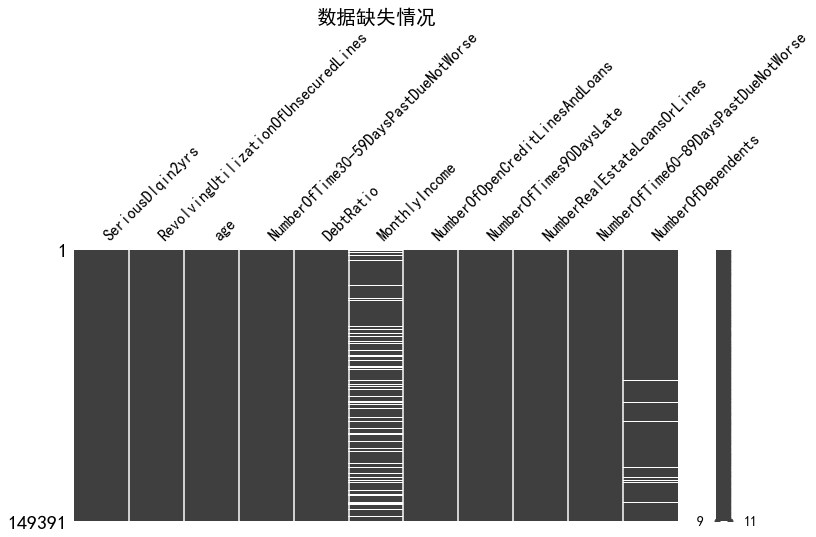 数据缺失情况
SeriousDlqin2yrs
RevolvingUtilizationOfUnsecuredLines
age
NumberOfTime30-59DaysPastDueNotWorse
DebtRatio
MonthlyIncome
NumberOfOpenCreditLinesAndLoans
NumberOfTimes90DaysLate
NumberRealEstateLoansOrLines
NumberOfTime60-89DaysPastDueNotWorse
NumberOfDependents
1
149391
9
11